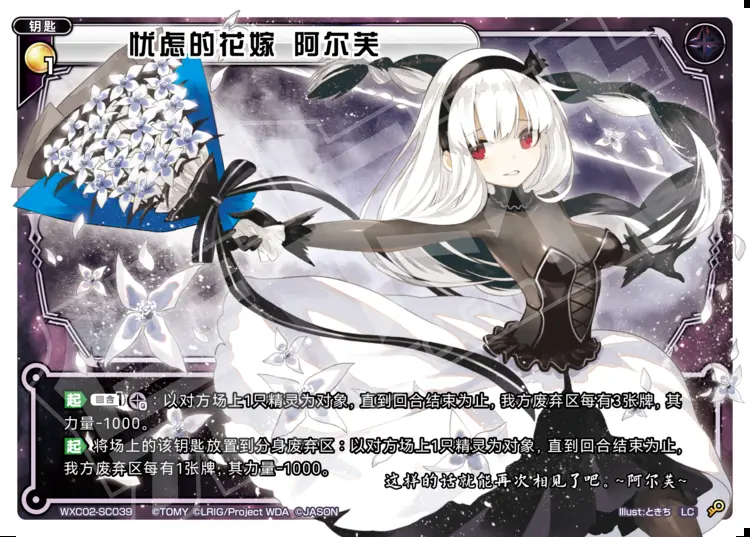 钥匙
忧虑的花嫁 阿尔芙
1
起 回合1 0：以对方场上1只精灵为对象，直到回合结束为止，我方废弃区每有3张牌，其
力量-1000。
起 将场上的该钥匙放置到分身废弃区：以对方场上1只精灵为对象，直到回合结束为止，
我方废弃区每有1张牌，其力量-1000。
这样的话就能再次相见了吧。~阿尔芙~
WXC02-SC039 ©TOMY ©LRIG/Project WDA ©JASON Illust:ときち LC